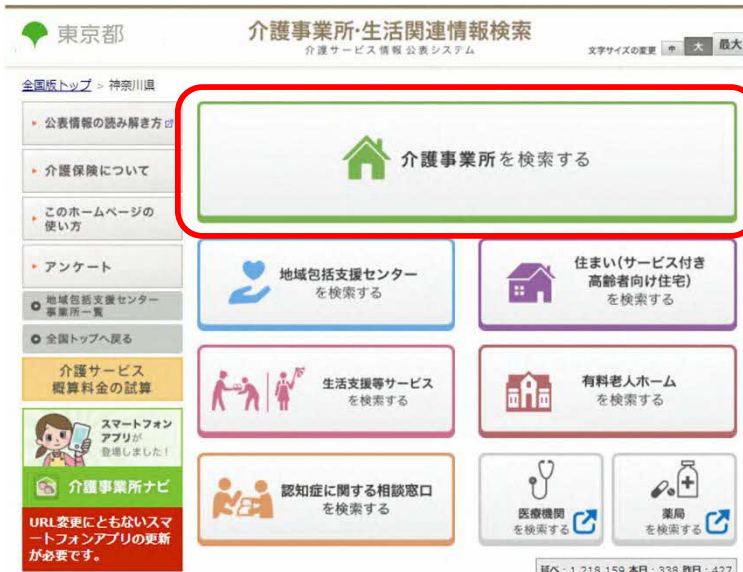 東京都
介護事業所・生活関連情報検索
介護サービス情報公表システム
文字サイズの変更 中 大 最大
全国版トップ > 神奈川県
公表情報の読み解き方
介護保険について
このホームページの
使い方
アンケート
地域包括支援センター
事業所一覧
全国トップへ戻る
介護サービス
概算料金の試算
スマートフォン
アプリが
登場しました!
介護事業所ナビ
URL変更にともないスマ
ートフォンアプリの更新
が必要です。
介護事業所を検索する
地域包括支援センター
を検索する
住まい(サービス付き
高齢者向け住宅)
を検索する
生活支援等サービス
を検索する
有料老人ホーム
を検索する
認知症に関する相談窓口
を検索する
医療機関
を検索する
薬局
を検索する
延べ：1,218,159 本日：338 昨日：427